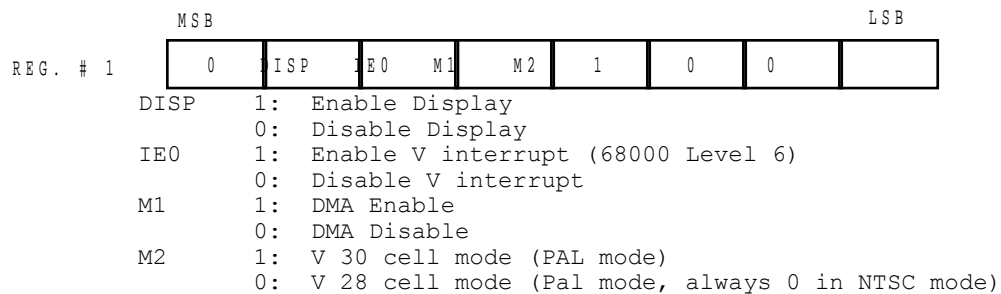 MSB LSB
REG. # 1 0 DISP IE0 M1 M2 1 0 0
DISP 1: Enable Display
0: Disable Display
IE0 1: Enable V interrupt (68000 Level 6)
0: Disable V interrupt
M1 1: DMA Enable
0: DMA Disable
M2 1: V 30 cell mode (PAL mode)
0: V 28 cell mode (Pal mode, always 0 in NTSC mode)